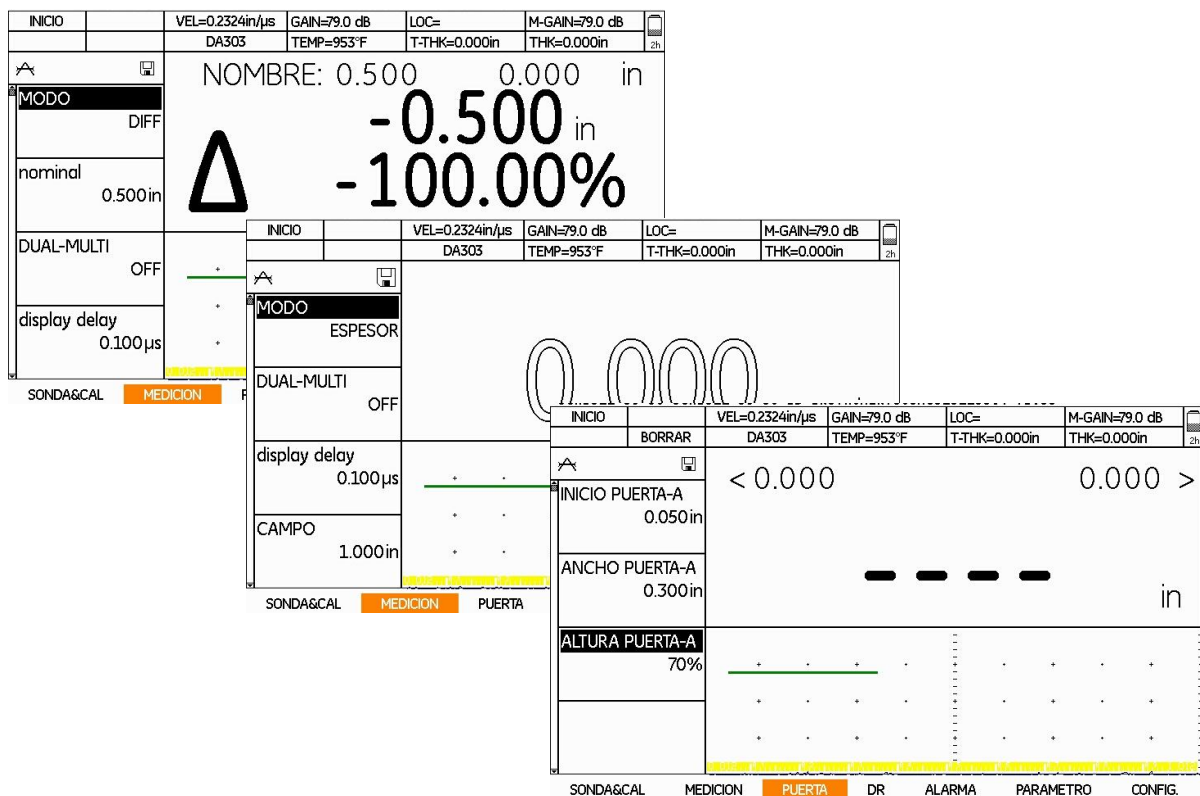 INICIO VEL=0.2324in/µs GAIN=79.0 dB LOC= M-GAIN=79.0 dB
DA303 TEMP=953°F T-THK=0.000in THK=0.000in 2h
NOMBRE: 0.500 0.000 in
MODO
DIFF
-0.500 in
-100.00%
Δ
nominal
0.500in
DUAL-MULTI
OFF
display delay
0.100µs
SONDA&CAL MEDICION
INICIO VEL=0.2324in/µs GAIN=79.0 dB LOC= M-GAIN=79.0 dB
DA303 TEMP=953°F T-THK=0.000in THK=0.000in 2h
MODO
ESPESOR
0.000
DUAL-MULTI
OFF
display delay
0.100µs
CAMPO
1.000in
SONDA&CAL MEDICION PUERTA
INICIO VEL=0.2324in/µs GAIN=79.0 dB LOC= M-GAIN=79.0 dB
BORRAR DA303 TEMP=953°F T-THK=0.000in THK=0.000in 2h
< 0.000 0.000 >
INICIO PUERTA-A
0.050in
ANCHO PUERTA-A
0.300in
---- in
ALTURA PUERTA-A
70%
SONDA&CAL MEDICION PUERTA DR ALARMA PARAMETRO CONFIG.